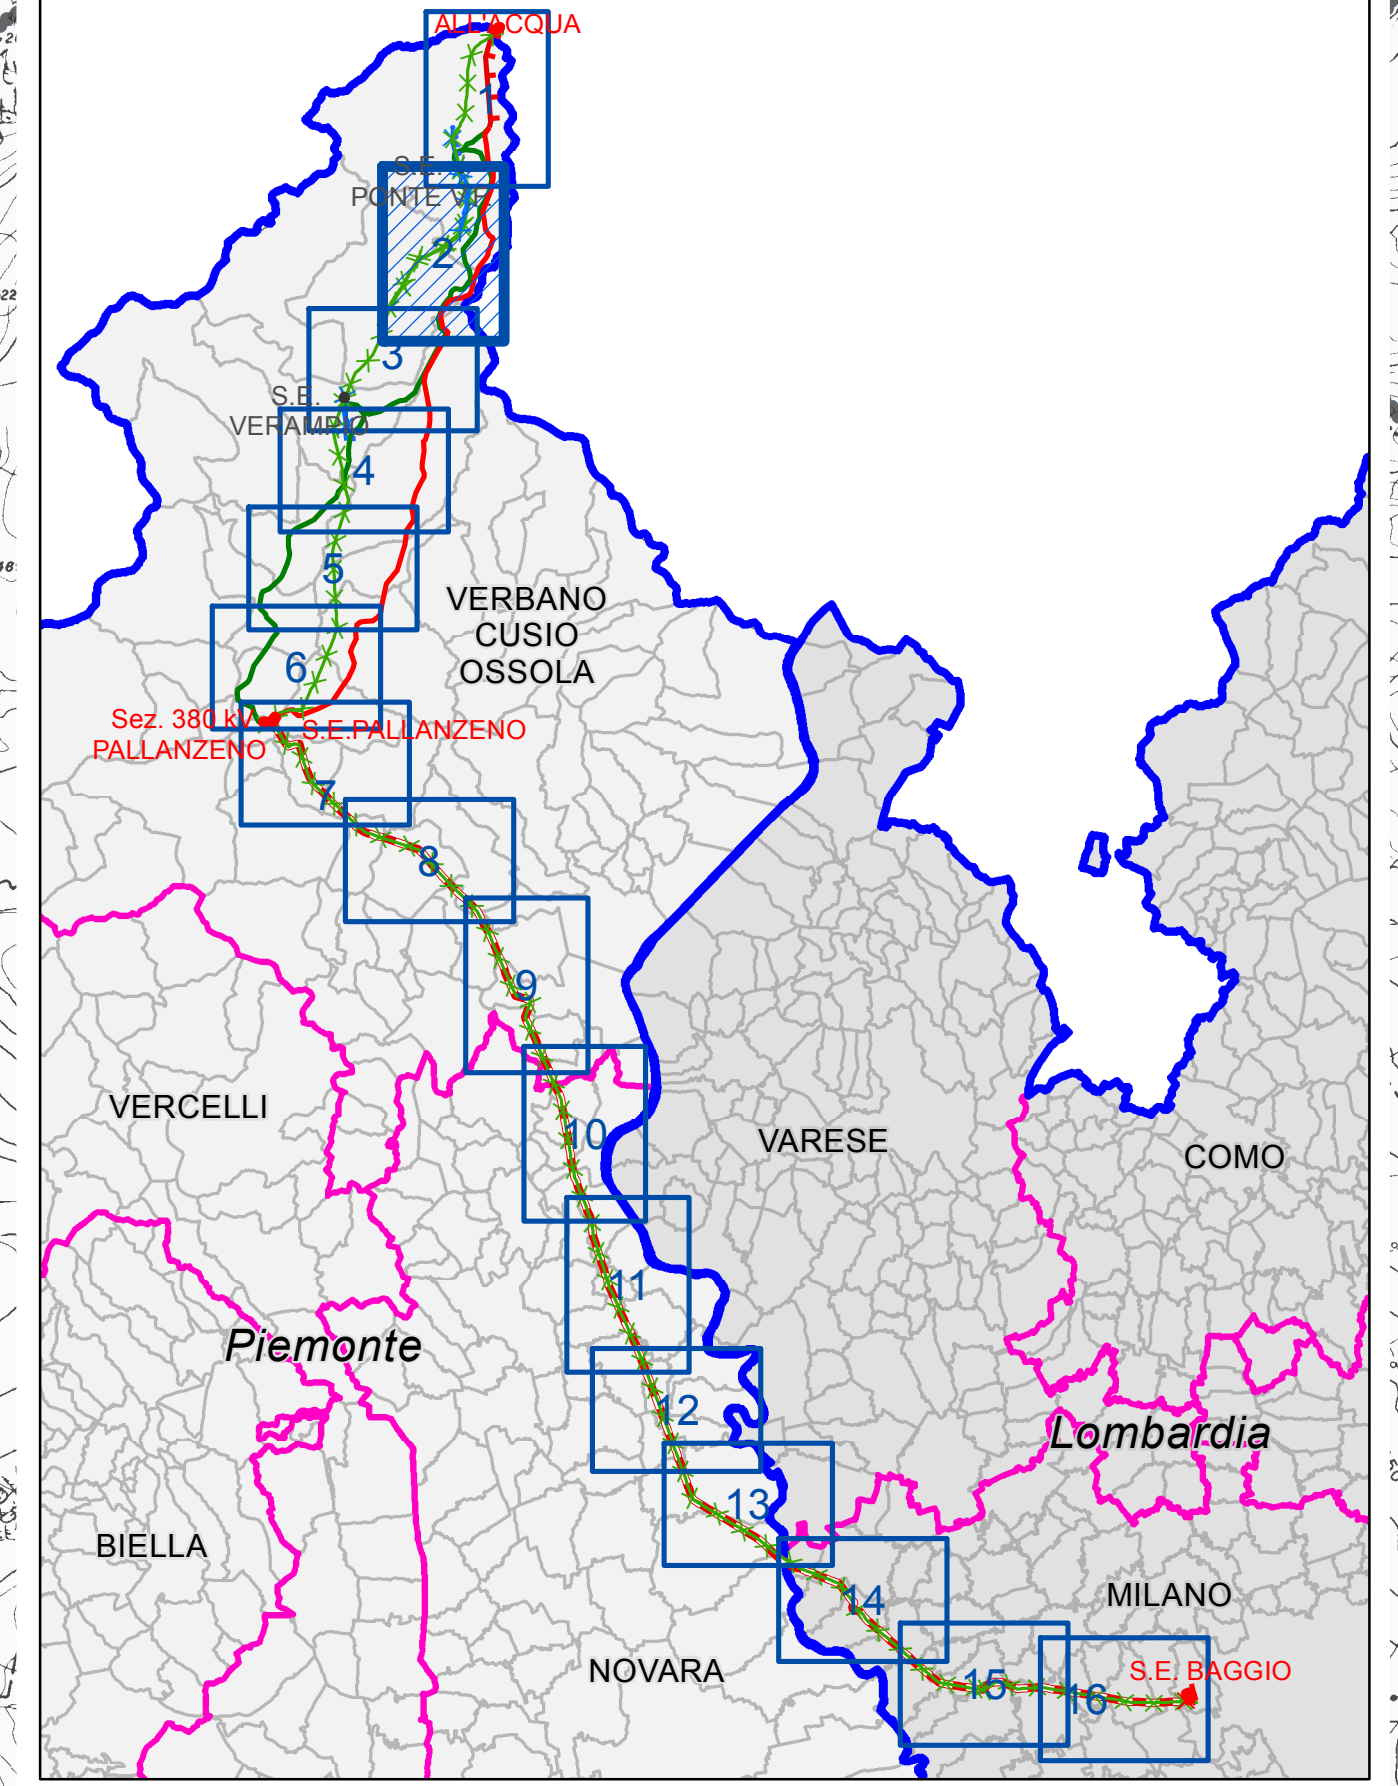 ALL'ACQUA
1
S.E.
PONTE V.F.
2
3
S.E.
VERAMPIO
4
5
VERBANO
CUSIO
OSSOLA
6
Sez. 380 kV
PALLANZENO
S.E.PALLANZENO
7
8
9
VERCELLI
10
VARESE
COMO
11
Piemonte
12
Lombardia
13
BIELLA
14
MILANO
NOVARA
S.E. BAGGIO
15
16